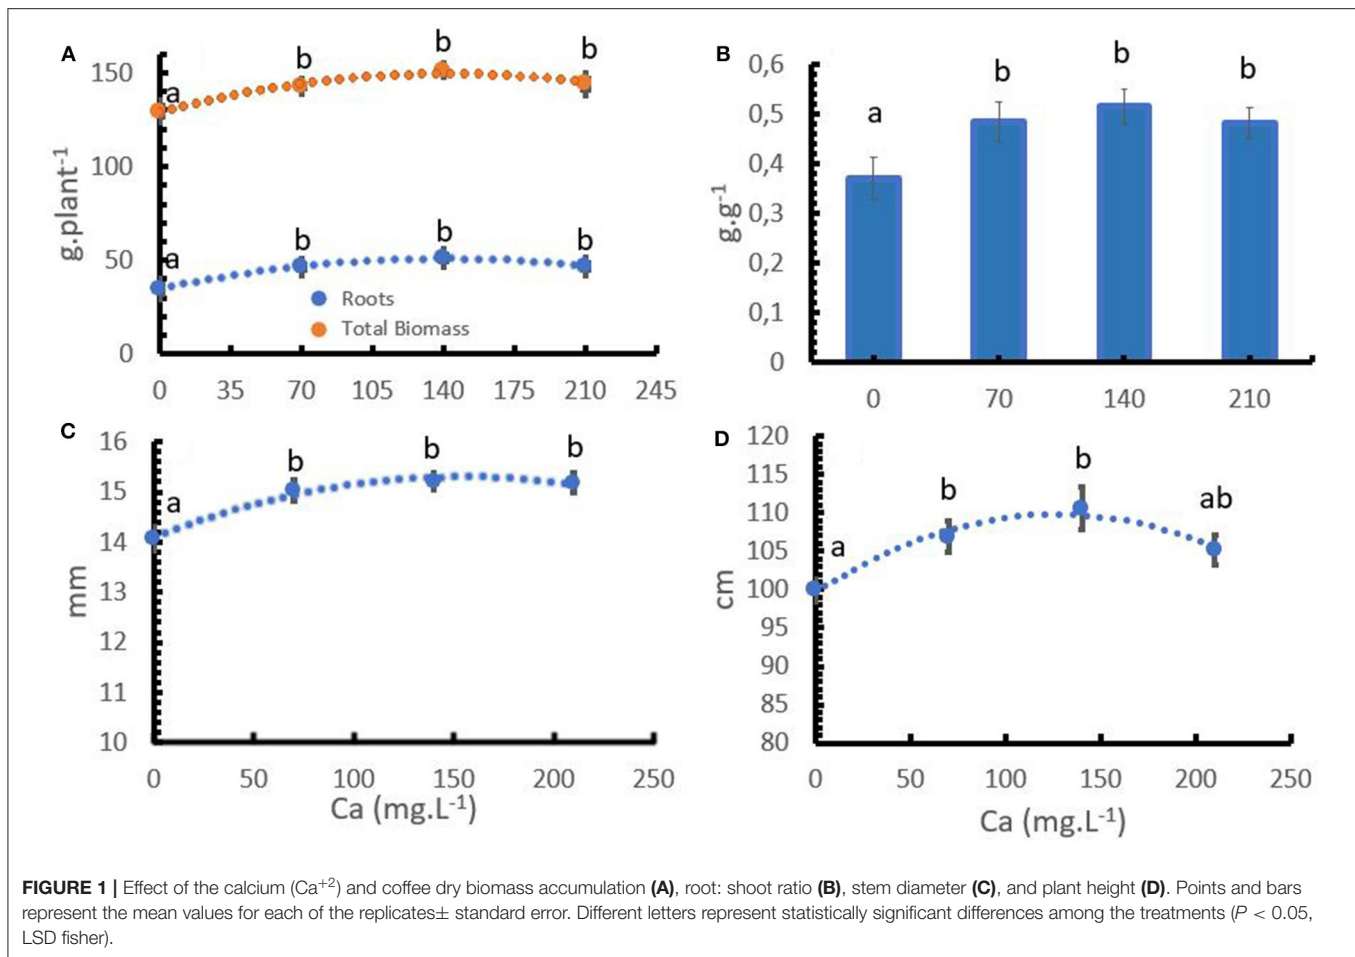 A
150
100
50
0
g.plant⁻¹
a
b
b
b
a
b
b
b
Roots
Total Biomass
0 35 70 105 140 175 210 245
B
0,6
0,5
0,4
0,3
0,2
0,1
0
g.g⁻¹
a
b
b
b
0 70 140 210
C
16
15
14
13
12
11
10
mm
a
b
b
b
0 50 100 150 200 250
Ca (mg.L⁻¹)
D
120
115
110
105
100
95
90
85
80
cm
a
b
b
ab
0 50 100 150 200 250
Ca (mg.L⁻¹)
FIGURE 1 | Effect of the calcium (Ca⁺²) and coffee dry biomass accumulation (A), root: shoot ratio (B), stem diameter (C), and plant height (D). Points and bars
represent the mean values for each of the replicates± standard error. Different letters represent statistically significant differences among the treatments (P < 0.05,
LSD fisher).